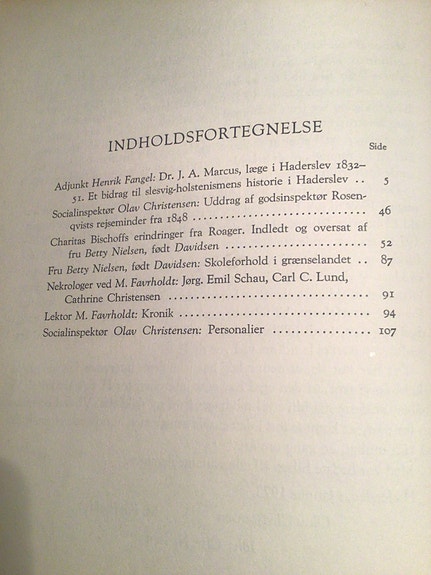 INDHOLDSFORTEGNELSE
Side
Adjunkt Henrik Fangel: Dr. J. A. Marcus, læge i Haderslev 1832–
51. Et bidrag til slesvig-holstenismens historie i Haderslev .. 5
Socialinspektør Olav Christensen: Uddrag af godsinspektør Rosen-
qvists rejseminder fra 1848 .......................... 46
Charitas Bischoffs erindringer fra Roager. Indledt og oversat af
fru Betty Nielsen, født Davidsen ...................... 52
Fru Betty Nielsen, født Davidsen: Skoleforhold i grænselandet .. 87
Nekrologer ved M. Favrholdt: Jørg. Emil Schau, Carl C. Lund,
Cathrine Christensen ................................ 91
Lektor M. Favrholdt: Kronik ............................ 94
Socialinspektør Olav Christensen: Personalier .............. 107